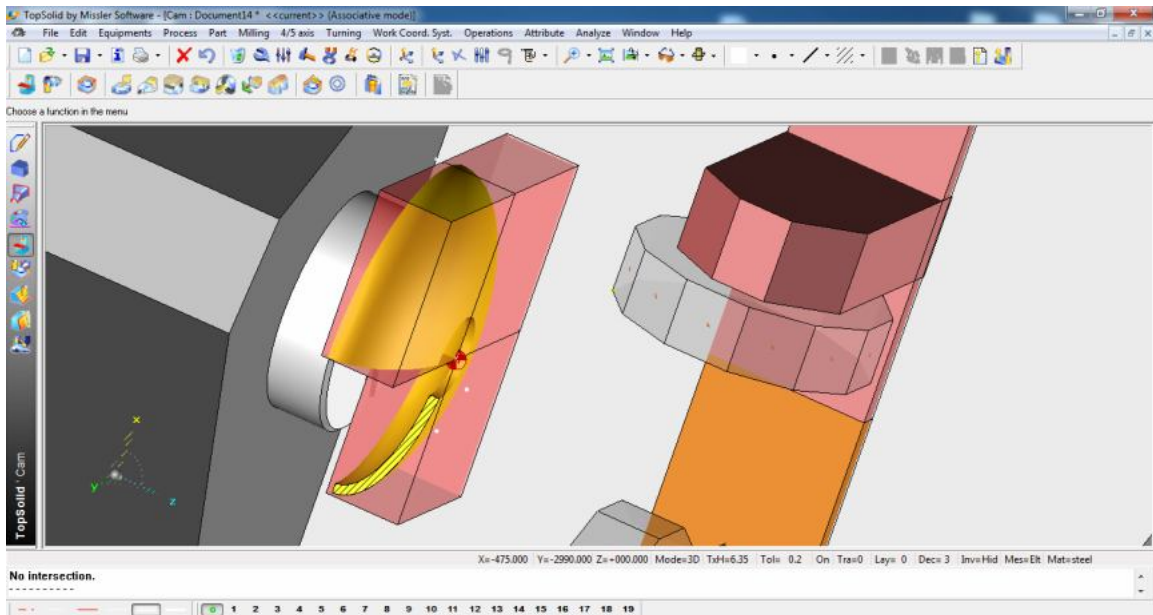 TopSolid by Missler Software - [Cam : Document14 * <<current>> (Associative mode)]
File Edit Equipments Process Part Milling 4/5 axis Turning Work Coord. Syst. Operations Attribute Analyze Window Help
Choose a function in the menu
x
y
z
TopSolid'Cam
X=-475.000 Y=-2990.000 Z=+000.000 Mode=3D TxH=6.35 Tol= 0.2 On Tra=0 Lay= 0 Dec= 3 Inv=Hid Mes=Elt Mat=steel
No intersection.
----------
0 1 2 3 4 5 6 7 8 9 10 11 12 13 14 15 16 17 18 19